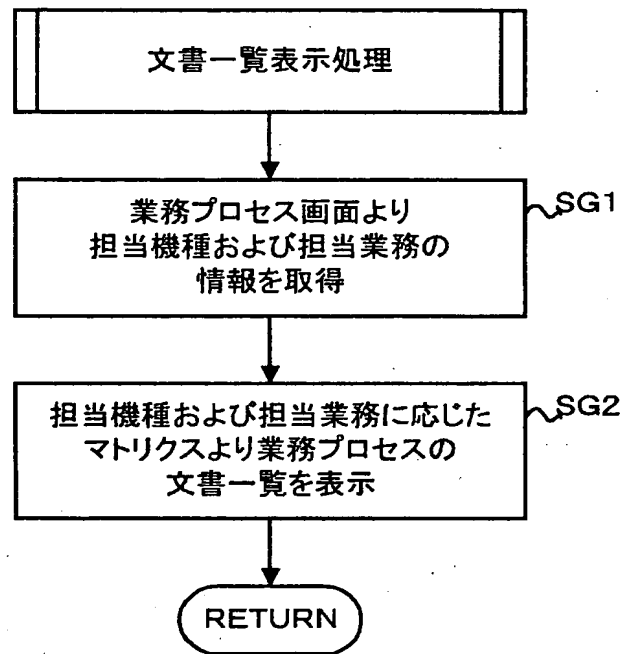 文書一覧表示処理
業務プロセス画面より
担当機種および担当業務の
情報を取得
SG1
担当機種および担当業務に応じた
マトリクスより業務プロセスの
文書一覧を表示
SG2
RETURN